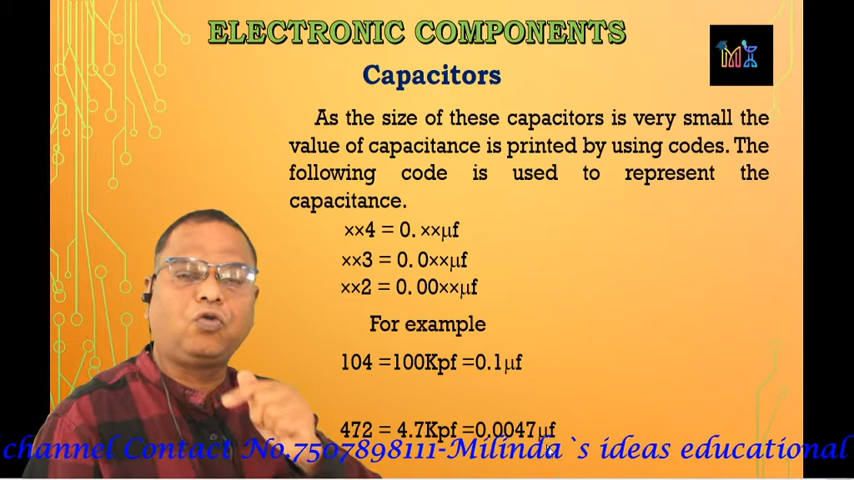 ELECTRONIC COMPONENTS
MI
Capacitors
As the size of these capacitors is very small the
value of capacitance is printed by using codes. The
following code is used to represent the
capacitance.
××4 = 0. ××µf
××3 = 0. 0××µf
××2 = 0. 00××µf
For example
104 =100Kpf =0.1µf
472 = 4.7Kpf =0.0047µf
channel Contact No.7507898111-Milinda`s ideas educational